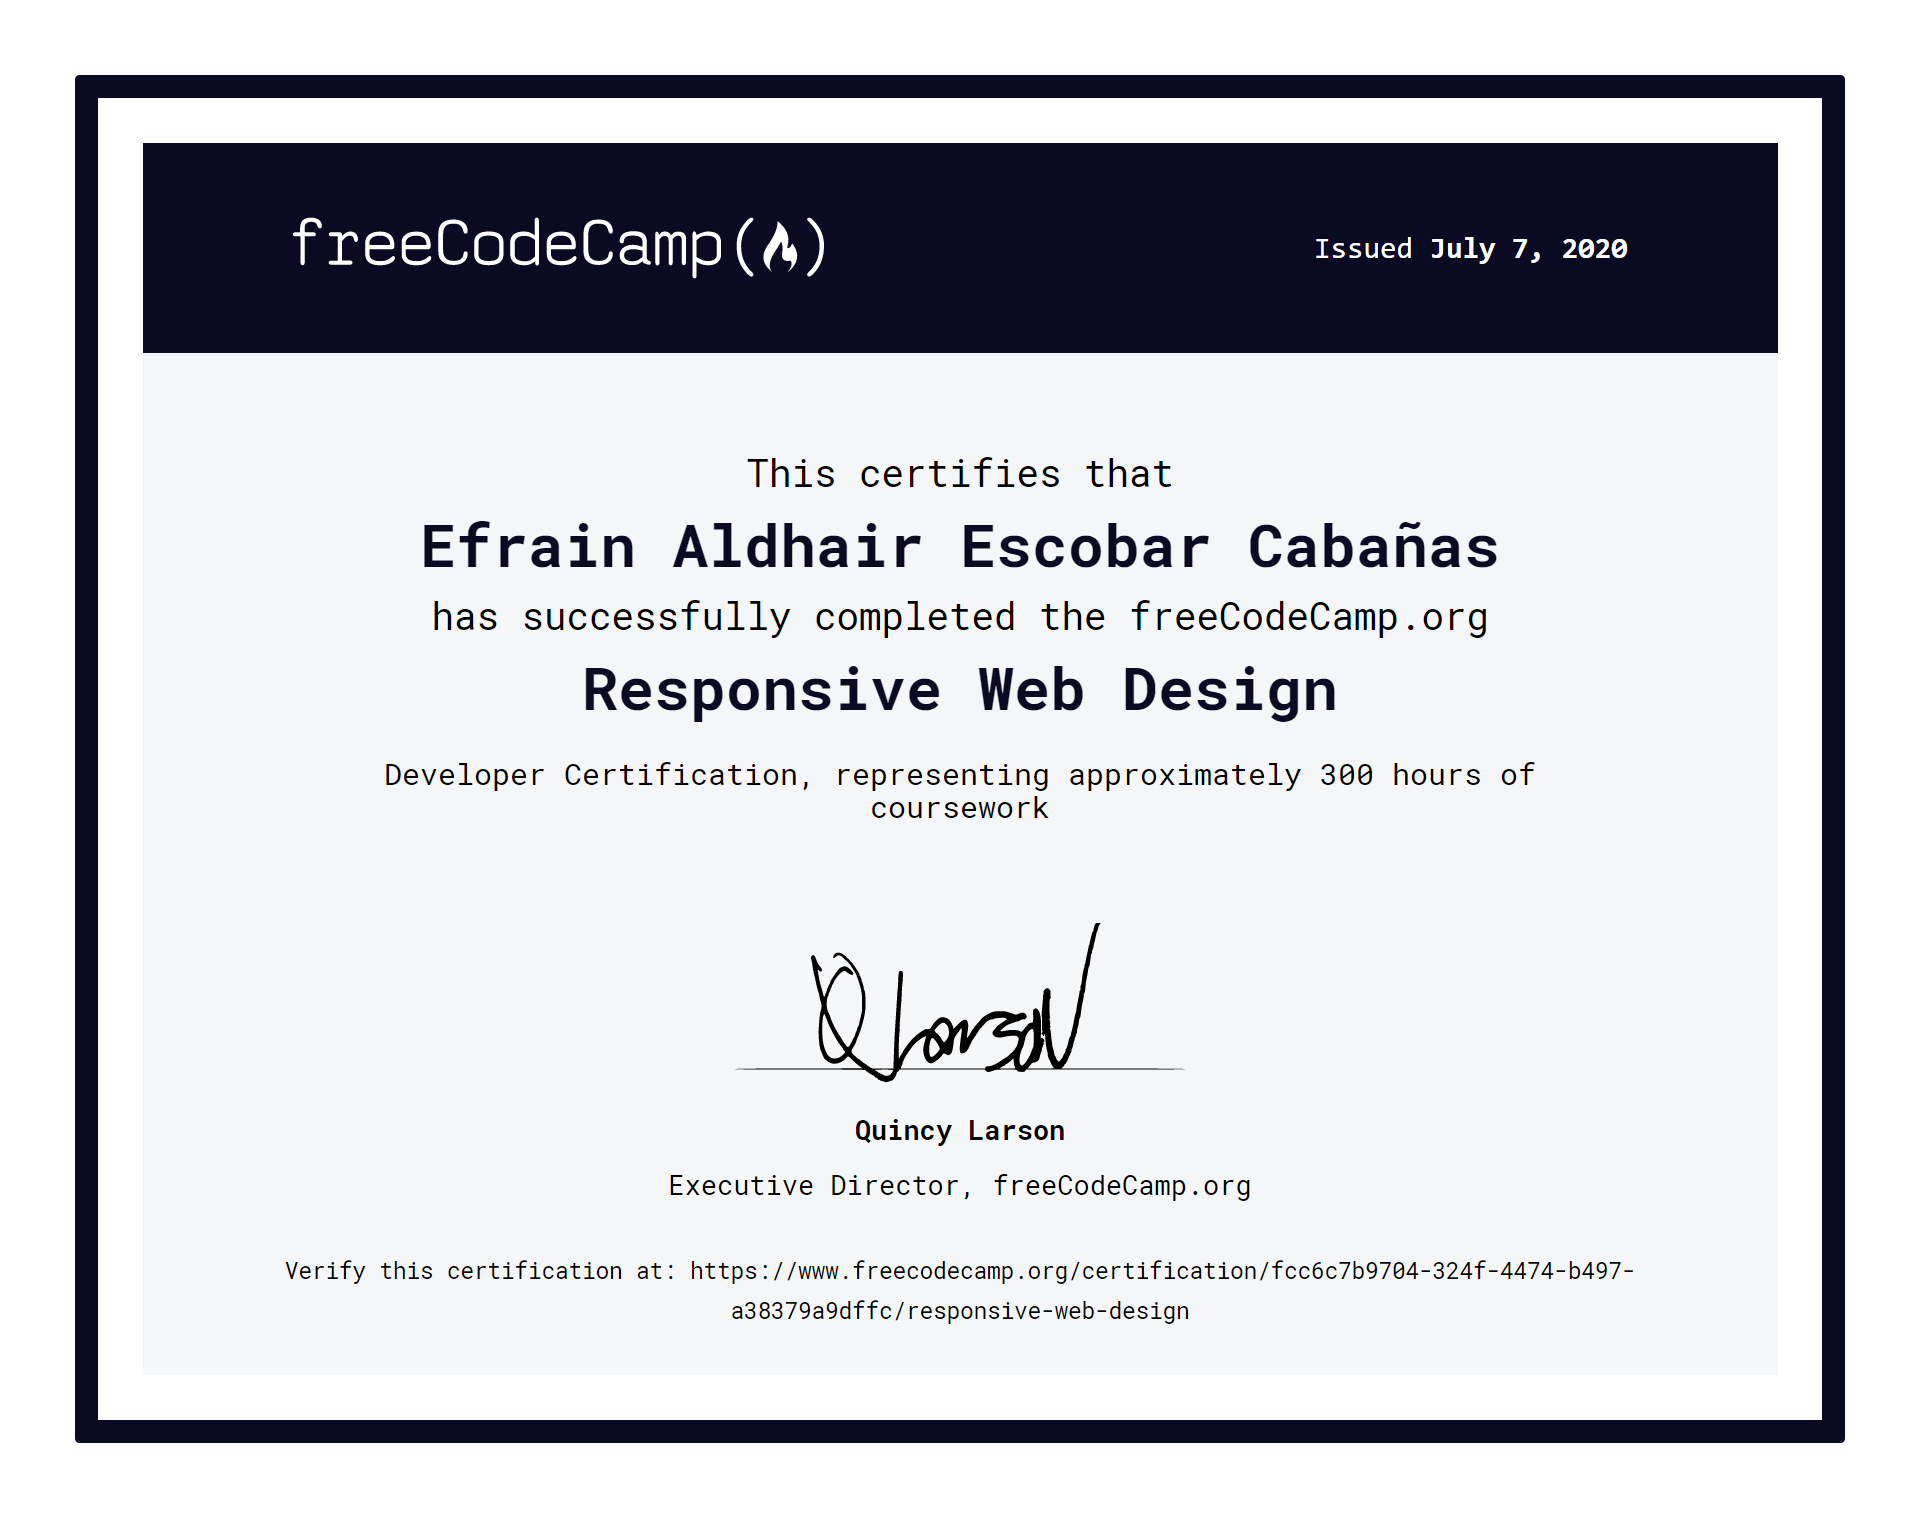 freeCodeCamp(🔥)
Issued July 7, 2020
This certifies that
Efrain Aldhair Escobar Cabañas
has successfully completed the freeCodeCamp.org
Responsive Web Design
Developer Certification, representing approximately 300 hours of
coursework
Q Larson
Quincy Larson
Executive Director, freeCodeCamp.org
Verify this certification at: https://www.freecodecamp.org/certification/fcc6c7b9704-324f-4474-b497-
a38379a9dffc/responsive-web-design